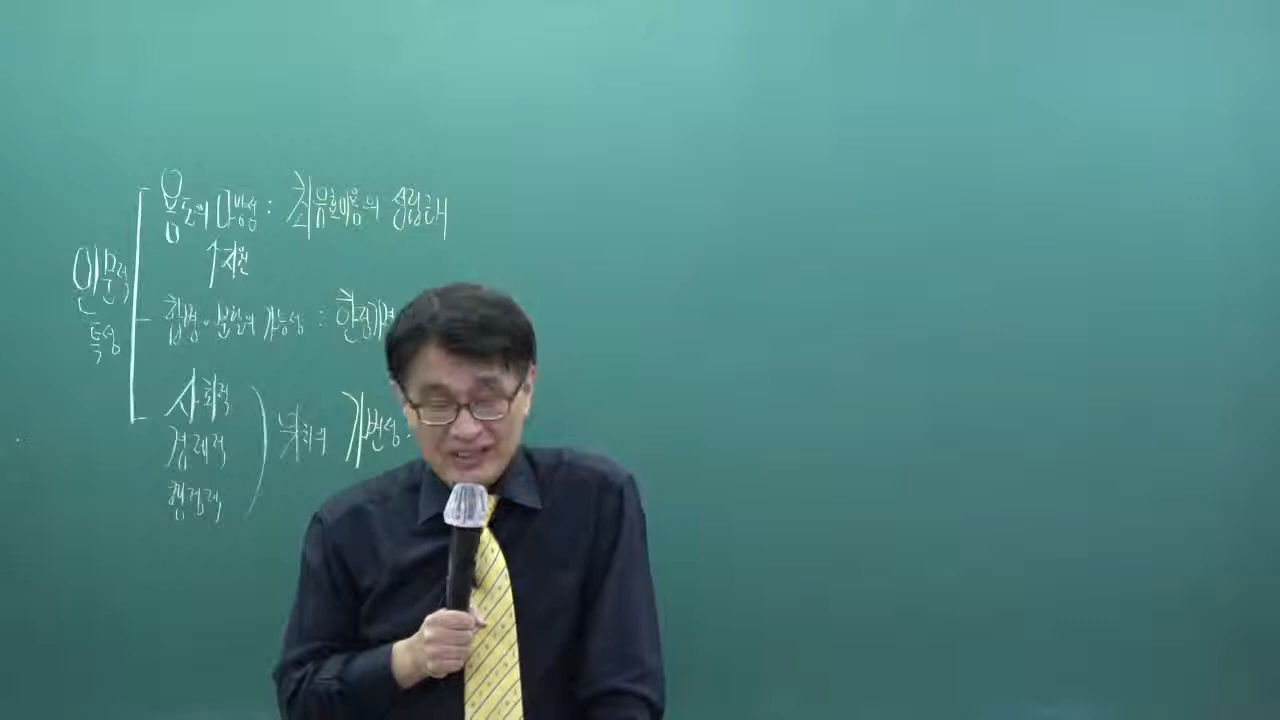 인문적
특성
용도의 다양성 : 최유효이용의 성립근거
↑지원
합병·분할의 가능성 : 한정가
사회적
경제적
행정적
위치의 가변성 :